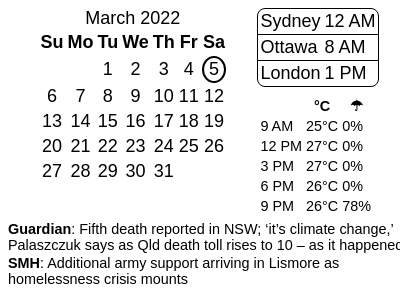 March 2022
Su Mo Tu We Th Fr Sa
1 2 3 4 5
6 7 8 9 10 11 12
13 14 15 16 17 18 19
20 21 22 23 24 25 26
27 28 29 30 31
Sydney 12 AM
Ottawa 8 AM
London 1 PM
°C ☂
9 AM 25°C 0%
12 PM 27°C 0%
3 PM 27°C 0%
6 PM 26°C 0%
9 PM 26°C 78%
Guardian: Fifth death reported in NSW; ‘it’s climate change,’
Palaszczuk says as Qld death toll rises to 10 – as it happened
SMH: Additional army support arriving in Lismore as
homelessness crisis mounts